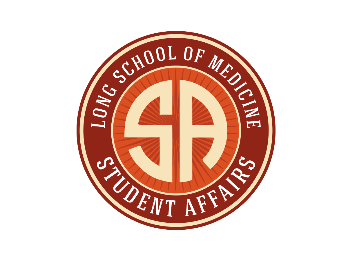 LONG SCHOOL OF MEDICINE
SA
STUDENT AFFAIRS